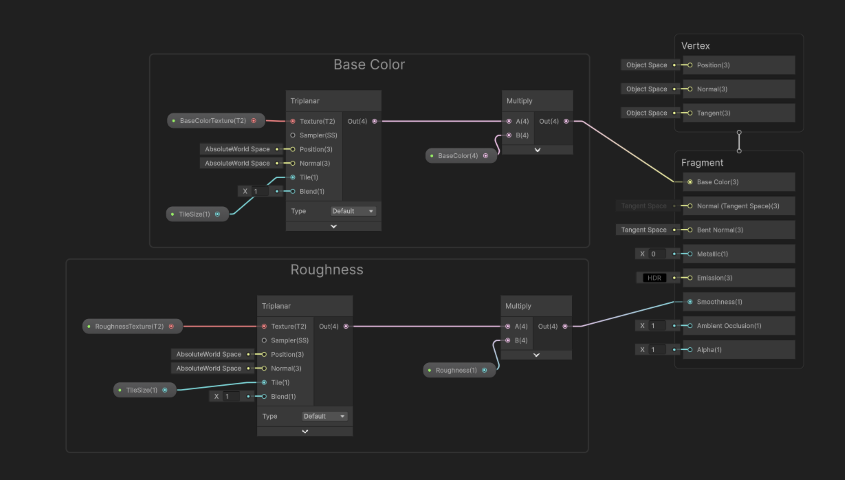 Base Color
Triplanar
BaseColorTexture(T2)
Texture(T2) Out(4)
Sampler(SS)
AbsoluteWorld Space Position(3)
AbsoluteWorld Space Normal(3)
Tile(1)
X 1 Blend(1)
TileSize(1)
Type Default
Multiply
A(4) Out(4)
B(4)
BaseColor(4)
Roughness
Triplanar
RoughnessTexture(T2)
Texture(T2) Out(4)
Sampler(SS)
AbsoluteWorld Space Position(3)
AbsoluteWorld Space Normal(3)
TileSize(1)
Tile(1)
X 1 Blend(1)
Type Default
Multiply
A(4) Out(4)
B(4)
Roughness(1)
Vertex
Object Space Position(3)
Object Space Normal(3)
Object Space Tangent(3)
Fragment
Base Color(3)
Tangent Space Normal (Tangent Space)(3)
Tangent Space Bent Normal(3)
X 0 Metallic(1)
HDR Emission(3)
Smoothness(1)
X 1 Ambient Occlusion(1)
X 1 Alpha(1)